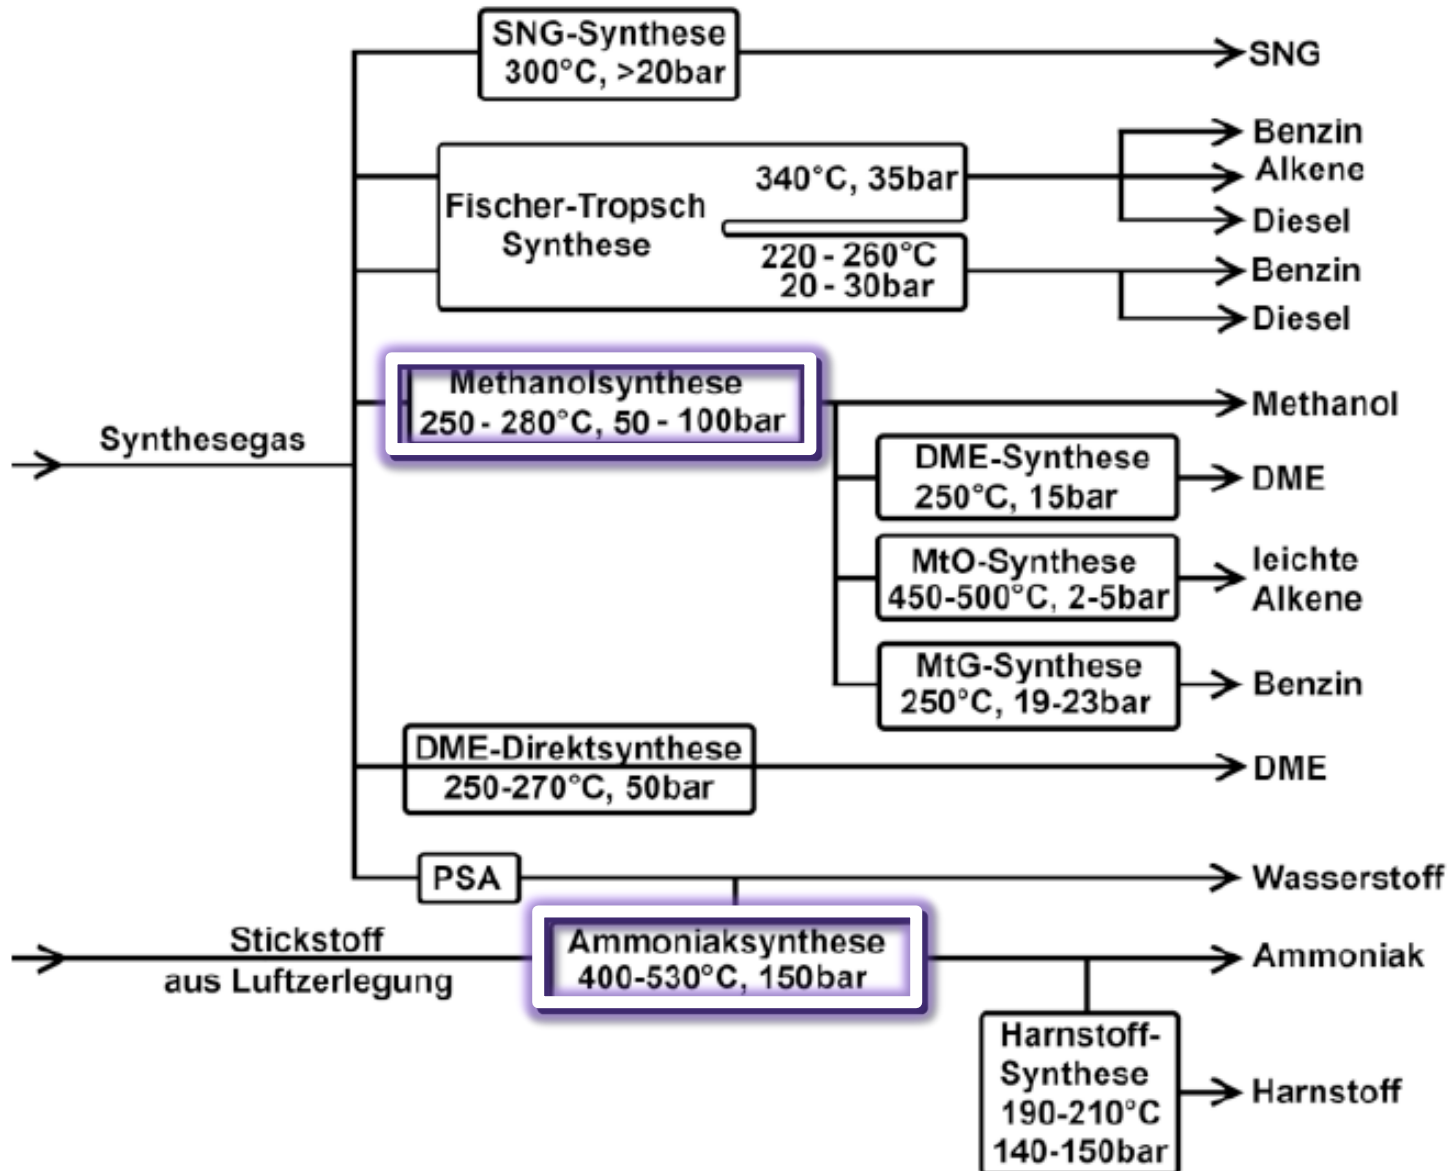 SNG-Synthese
300°C, >20bar
SNG
Benzin
340°C, 35bar
Alkene
Fischer-Tropsch
Synthese
Diesel
220 - 260°C
20 - 30bar
Benzin
Diesel
Methanolsynthese
250 - 280°C, 50 - 100bar
Methanol
Synthesegas
DME-Synthese
250°C, 15bar
DME
MtO-Synthese
450-500°C, 2-5bar
leichte
Alkene
MtG-Synthese
250°C, 19-23bar
Benzin
DME-Direktsynthese
250-270°C, 50bar
DME
PSA
Wasserstoff
Stickstoff
aus Luftzerlegung
Ammoniaksynthese
400-530°C, 150bar
Ammoniak
Harnstoff-
Synthese
190-210°C
140-150bar
Harnstoff